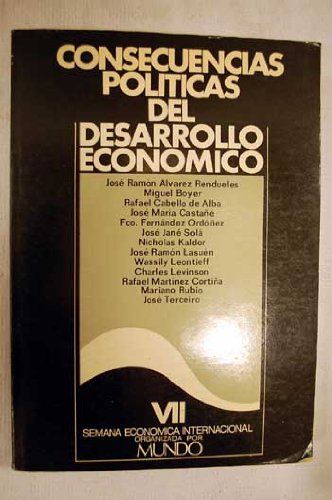 CONSECUENCIAS
POLITICAS
DEL
DESARROLLO
ECONOMICO
José Ramon Alvarez Rendueles
Miguel Boyer
Rafael Cabello de Alba
José María Castañé
Fco. Fernández Ordóñez
José Jané Solá
Nicholas Kaldor
José Ramón Lasuén
Wassily Leontieff
Charles Levinson
Rafael Martínez Cortiña
Mariano Rubio
José Terceiro
VII
SEMANA ECONOMICA INTERNACIONAL
ORGANIZADA POR
MUNDO